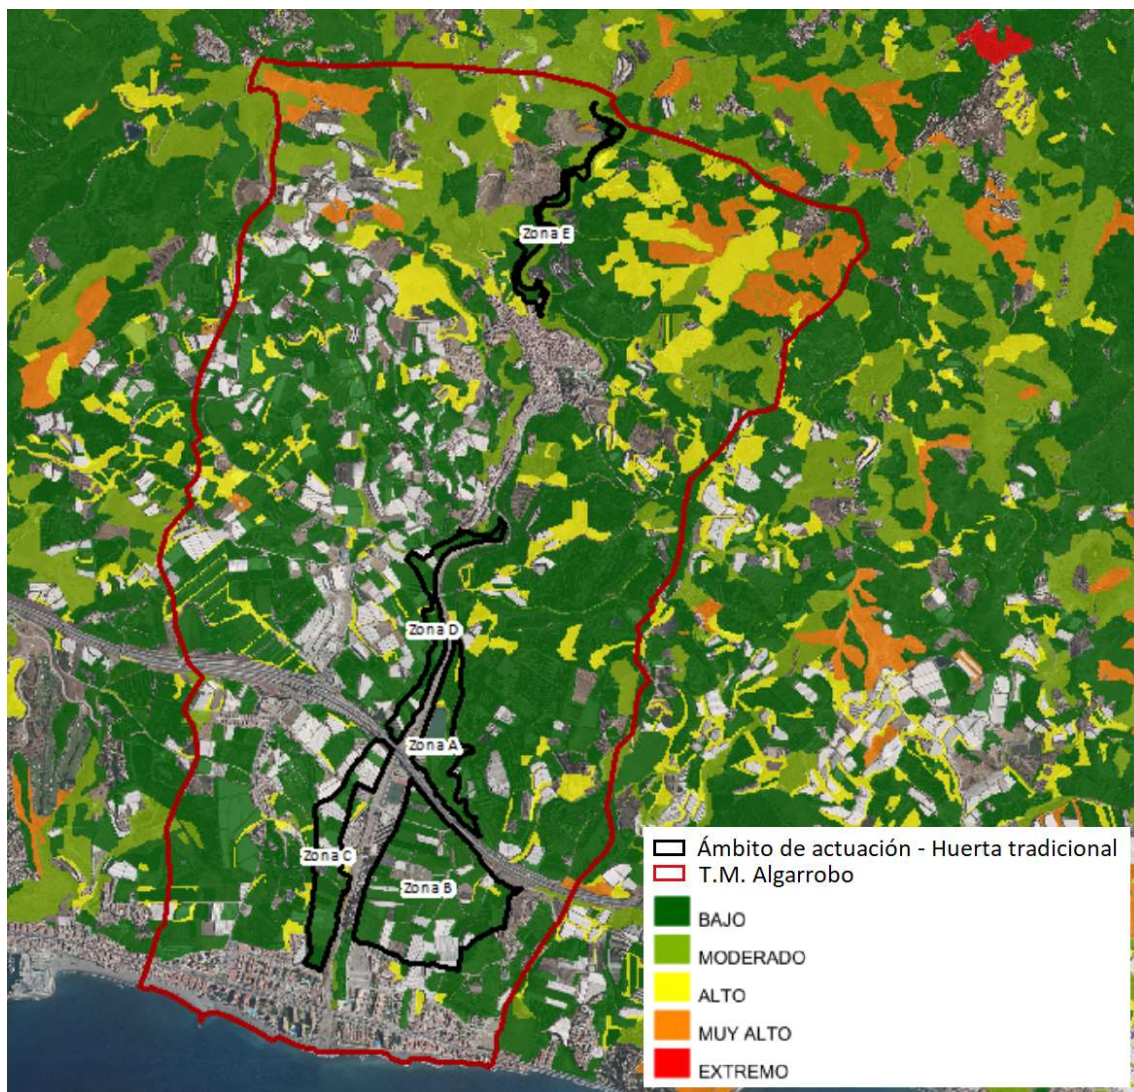 Zona E
Zona D
Zona A
Zona C
Zona B
Ámbito de actuación - Huerta tradicional
T.M. Algarrobo
BAJO
MODERADO
ALTO
MUY ALTO
EXTREMO